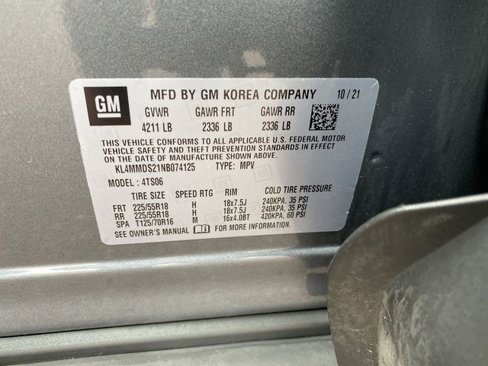 GM
MFD BY GM KOREA COMPANY 10/21
GVWR GAWR FRT GAWR RR
4211 LB 2336 LB 2336 LB
THIS VEHICLE CONFORMS TO ALL APPLICABLE U.S. FEDERAL MOTOR
VEHICLE SAFETY AND THEFT PREVENTION STANDARDS IN EFFECT ON
THE DATE OF MANUFACTURE SHOWN ABOVE.
KL4MMDS21NB074125 TYPE: MPV
MODEL: 4TS06
TIRE SIZE SPEED RTG RIM COLD TIRE PRESSURE
FRT 225/55R18 H 18x7.5J 240KPA, 35 PSI
RR 225/55R18 H 18x7.5J 240KPA, 35 PSI
SPA T125/70R16 M 16x4.0BT 420KPA, 60 PSI
SEE OWNER'S MANUAL FOR MORE INFORMATION.